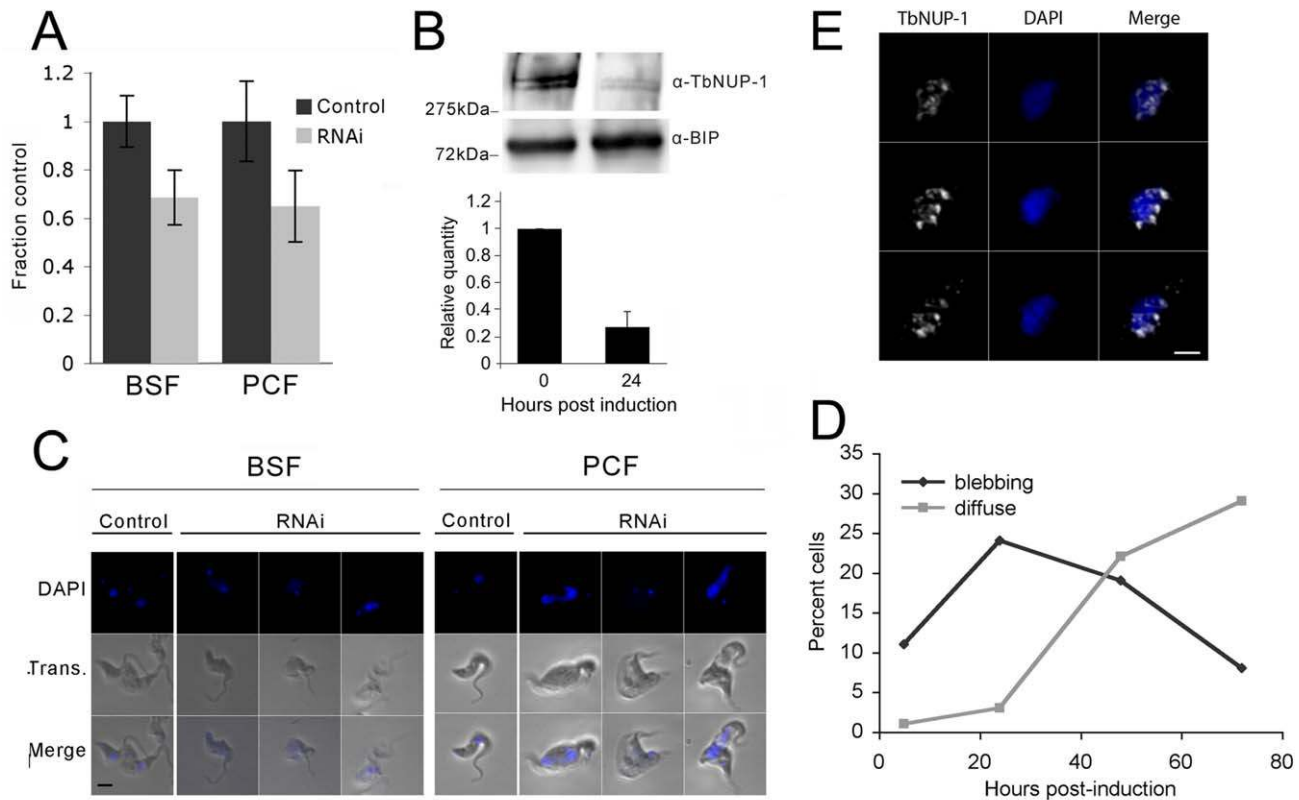 A
1.2
1
0.8
0.6
0.4
0.2
0
Fraction control
Control
RNAi
BSF
PCF
B
α-TbNUP-1
275kDa–
α-BIP
72kDa–
1.2
1
0.8
0.6
0.4
0.2
0
Relative quantity
0 24
Hours post induction
E
TbNUP-1 DAPI Merge
C
BSF PCF
Control RNAi Control RNAi
DAPI
.Trans.
Merge
D
35
30
25
20
15
10
5
0
Percent cells
blebbing
diffuse
0 20 40 60 80
Hours post-induction